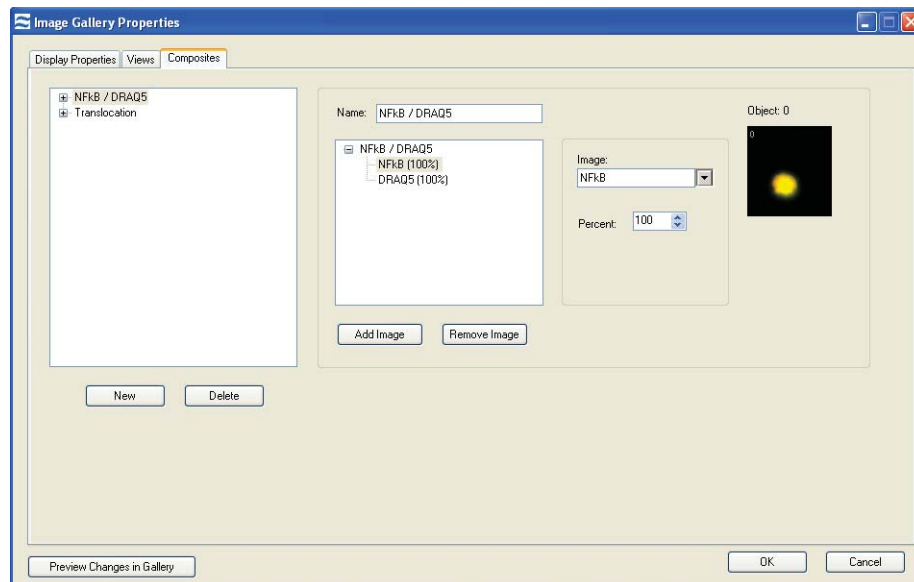 Image Gallery Properties
Display Properties Views Composites
NFkB / DRAQ5
Translocation
Name: NFkB / DRAQ5
NFkB / DRAQ5
NFkB (100%)
DRAQ5 (100%)
Add Image Remove Image
Image:
NFkB
Percent: 100
Object: 0
0
New Delete
Preview Changes in Gallery
OK Cancel